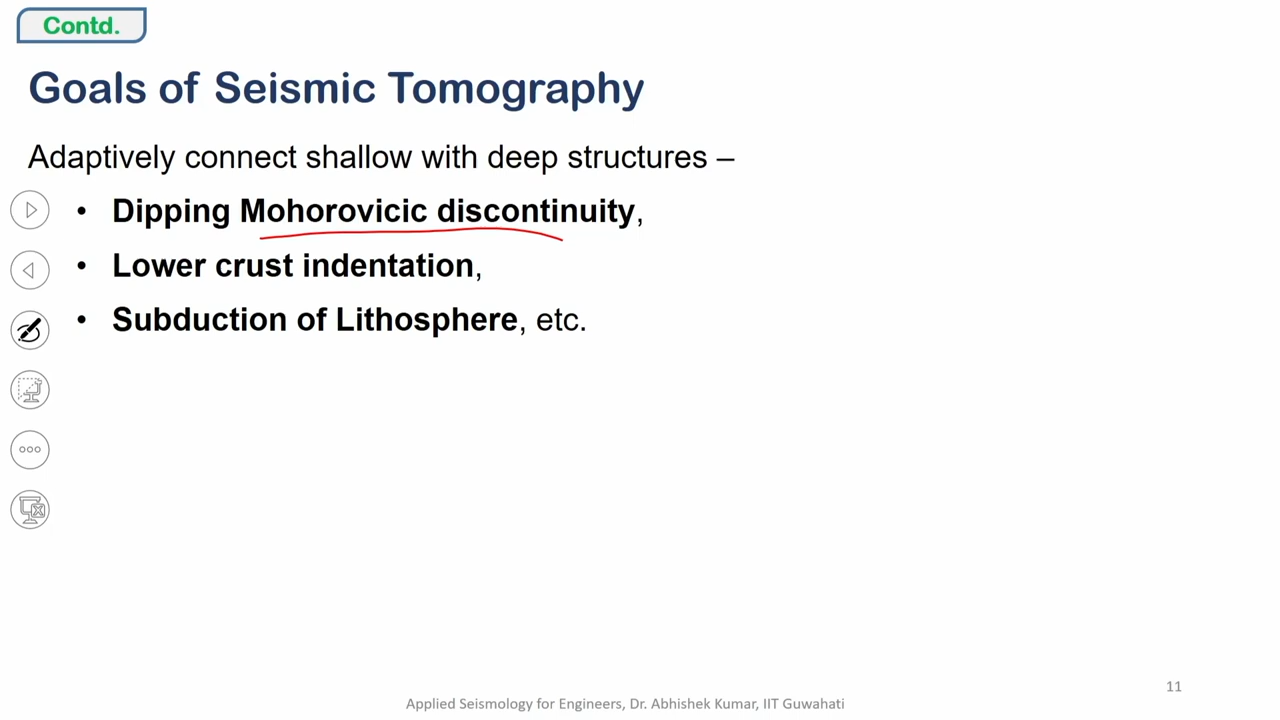 Contd.
Goals of Seismic Tomography
Adaptively connect shallow with deep structures –
• Dipping Mohorovicic discontinuity,
• Lower crust indentation,
• Subduction of Lithosphere, etc.
11
Applied Seismology for Engineers, Dr. Abhishek Kumar, IIT Guwahati